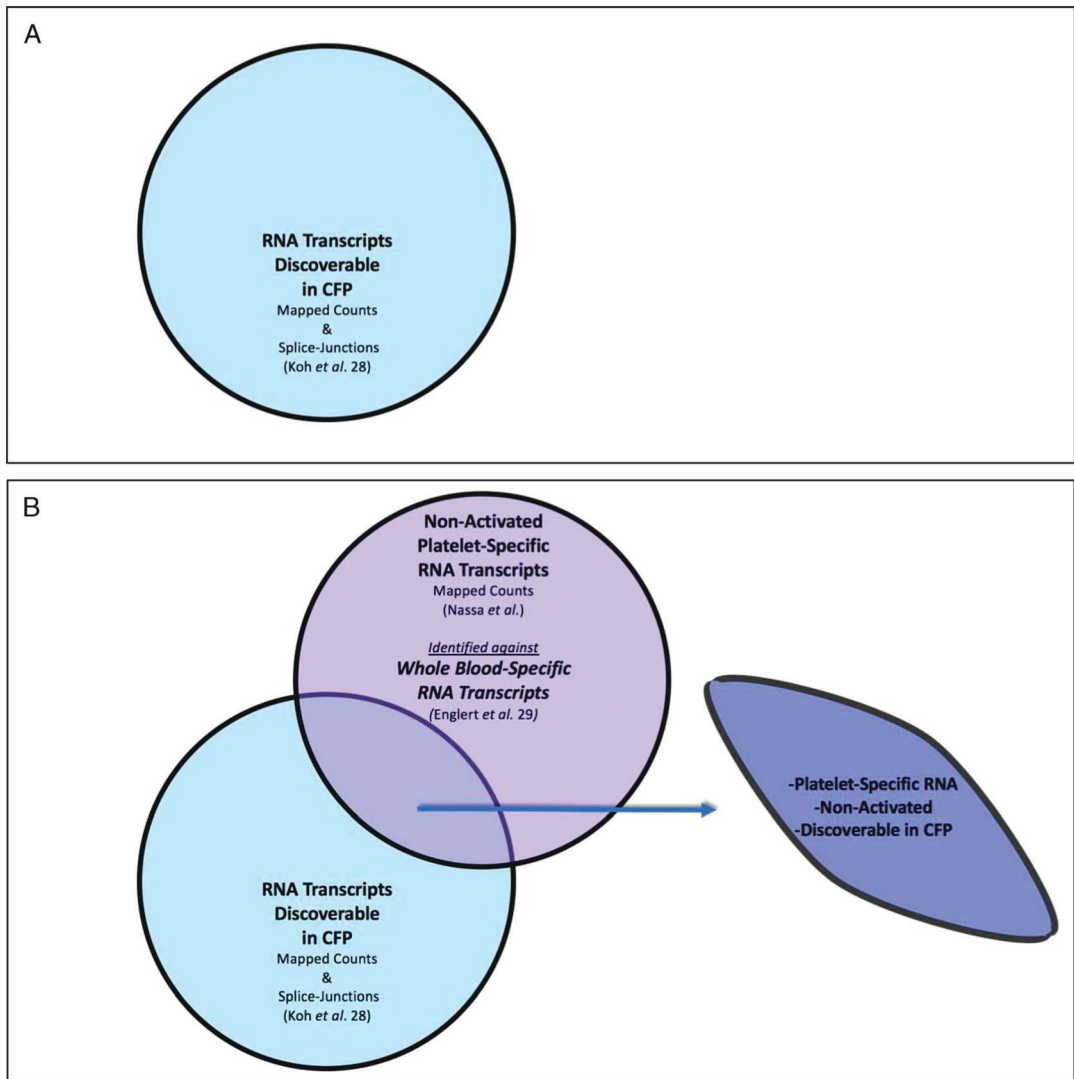 A
RNA Transcripts
Discoverable
in CFP
Mapped Counts
&
Splice-Junctions
(Koh et al. 28)
B
Non-Activated
Platelet-Specific
RNA Transcripts
Mapped Counts
(Nassa et al.)
Identified against
Whole Blood-Specific
RNA Transcripts
(Englert et al. 29)
-Platelet-Specific RNA
-Non-Activated
-Discoverable in CFP
RNA Transcripts
Discoverable
in CFP
Mapped Counts
&
Splice-Junctions
(Koh et al. 28)